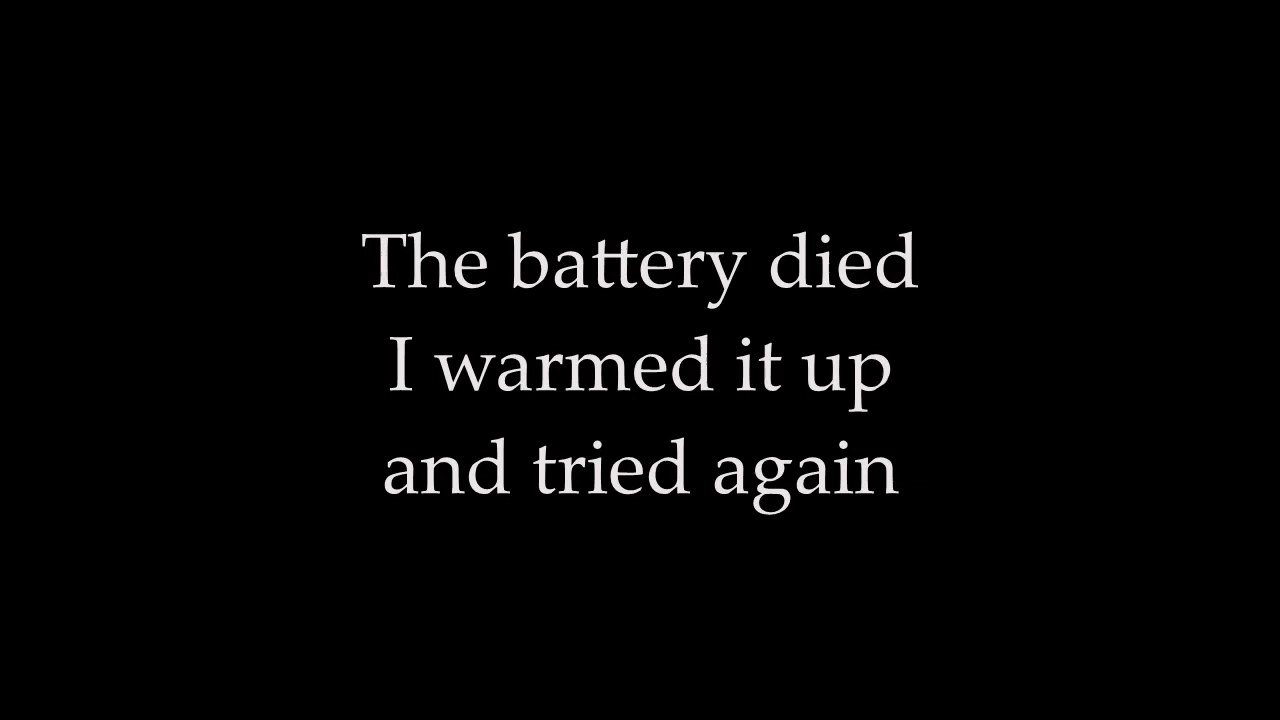 The battery died
I warmed it up
and tried again